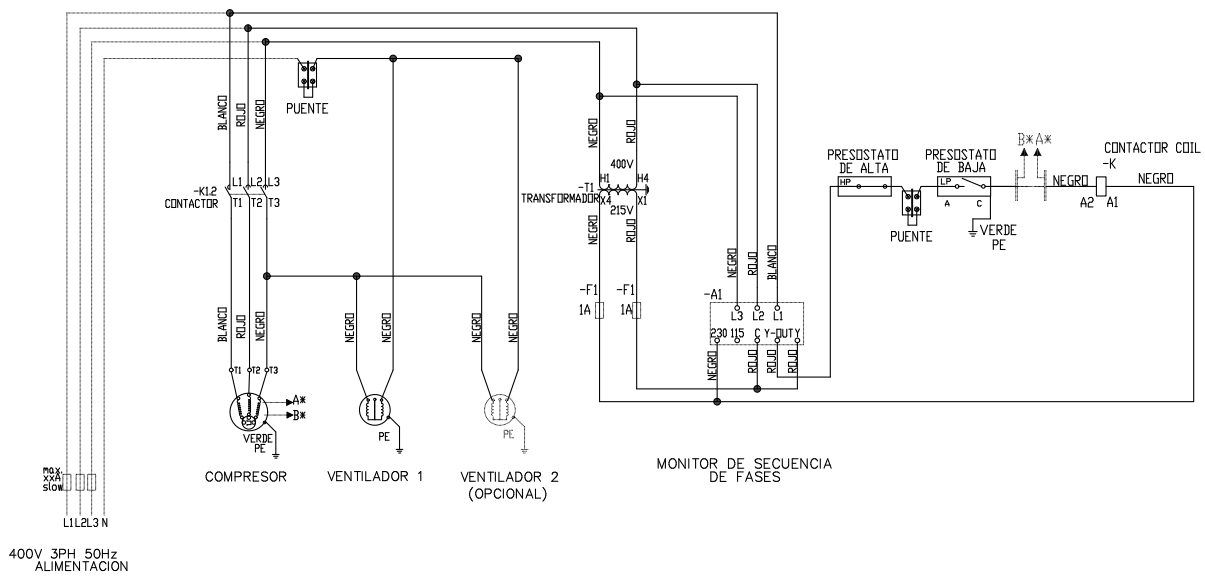 BLANCO
ROJO
NEGRO
PUENTE
L1 L2 L3
-K1.2
CONTACTOR
T1 T2 T3
BLANCO
ROJO
NEGRO
NEGRO
NEGRO
NEGRO
NEGRO
T1 T2 T3
A*
B*
VERDE
PE
COMPRESOR
PE
VENTILADOR 1
PE
VENTILADOR 2
(OPCIONAL)
max.
xxA
slow
L1 L2 L3 N
400V 3PH 50Hz
ALIMENTACION
NEGRO
ROJO
400V
H1 H4
-T1
TRANSFORMADOR
X4 X1
215V
NEGRO
ROJO
-F1 -F1
1A 1A
NEGRO
ROJO
BLANCO
-A1
L3 L2 L1
230 115 C Y-OUT Y
NEGRO
ROJO
ROJO
ROJO
MONITOR DE SECUENCIA
DE FASES
PRESOSTATO
DE ALTA
HP
PUENTE
PRESOSTATO
DE BAJA
LP
A C
VERDE
PE
B* A*
NEGRO
CONTACTOR COIL
-K
A2 A1
NEGRO